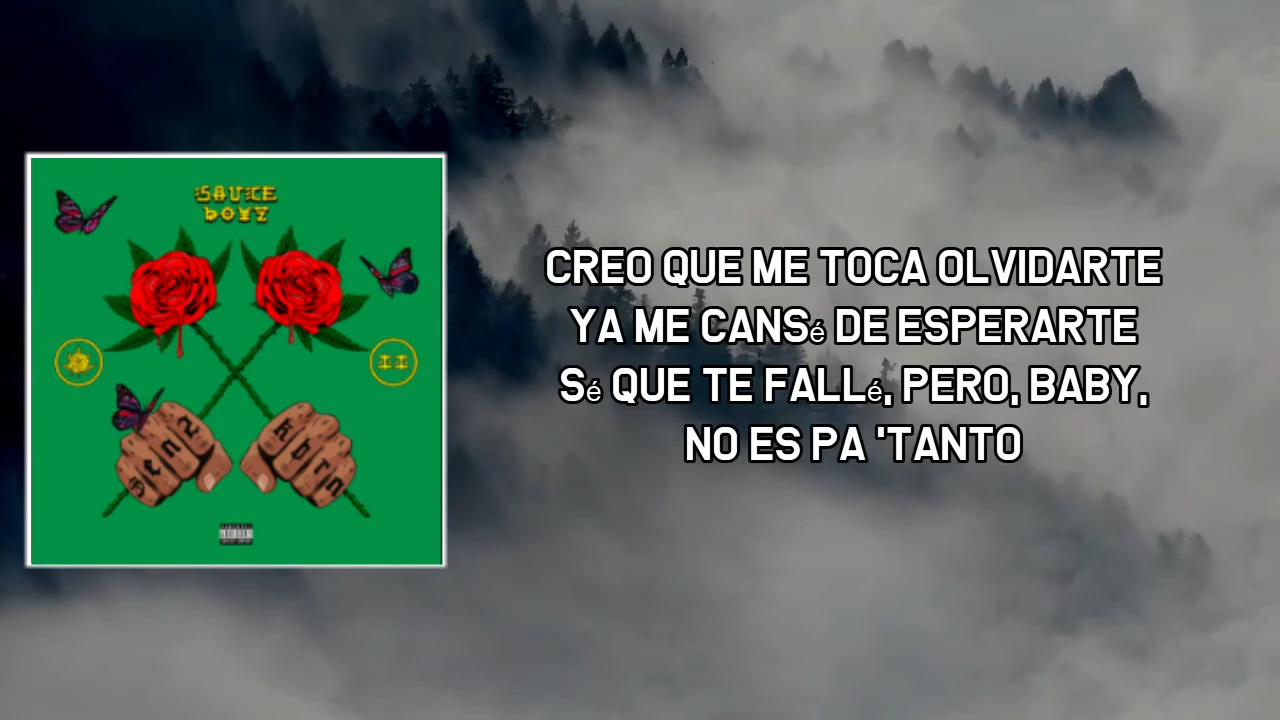 SAUCE
BOYZ
CREO QUE ME TOCA OLVIDARTE
YA ME CANSé DE ESPERARTE
Sé QUE TE FALLé, PERO, BABY,
NO ES PA 'TANTO